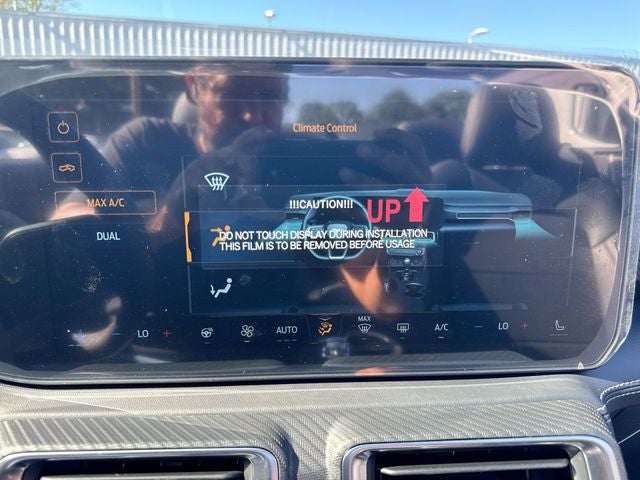 Climate Control
MAX A/C
!!!CAUTION!!!
UP
DUAL
DO NOT TOUCH DISPLAY DURING INSTALLATION
THIS FILM IS TO BE REMOVED BEFORE USAGE
MAX
LO
AUTO
A/C
LO